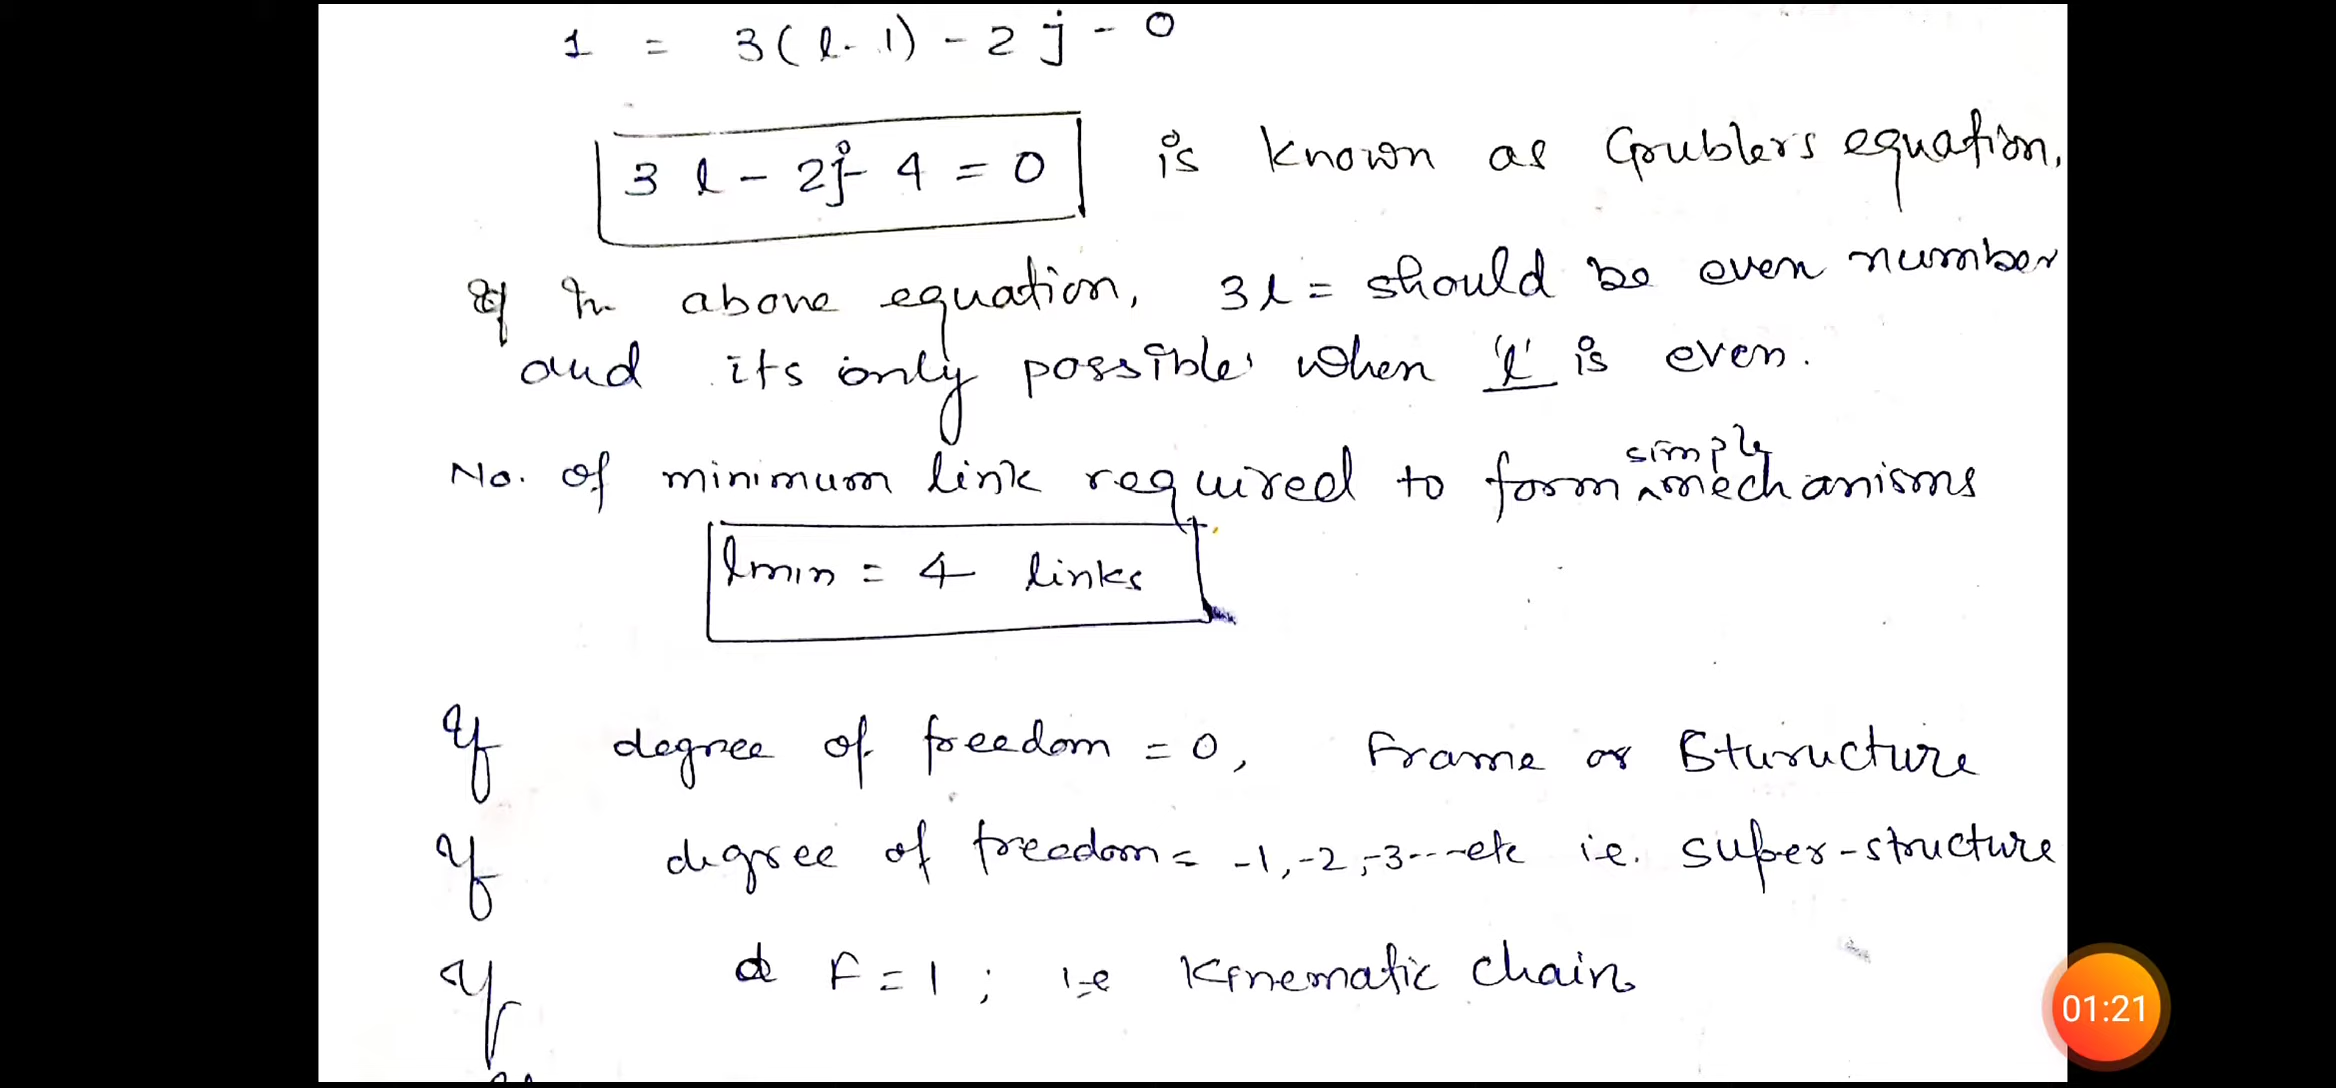 1 = 3(l-1) - 2j - 0
3l - 2j - 4 = 0 is known as Grublers equation,
If In above equation, 3l = should be even number
and its only possible when 'l' is even.
No. of minimum link required to form simple mechanisms
lmin = 4 links
If degree of freedom = 0, Frame or Sturucture
If degree of freedom = -1, -2, -3---etc i.e. super-structure
If d F = 1 ; i.e Kinematic chain
01:21